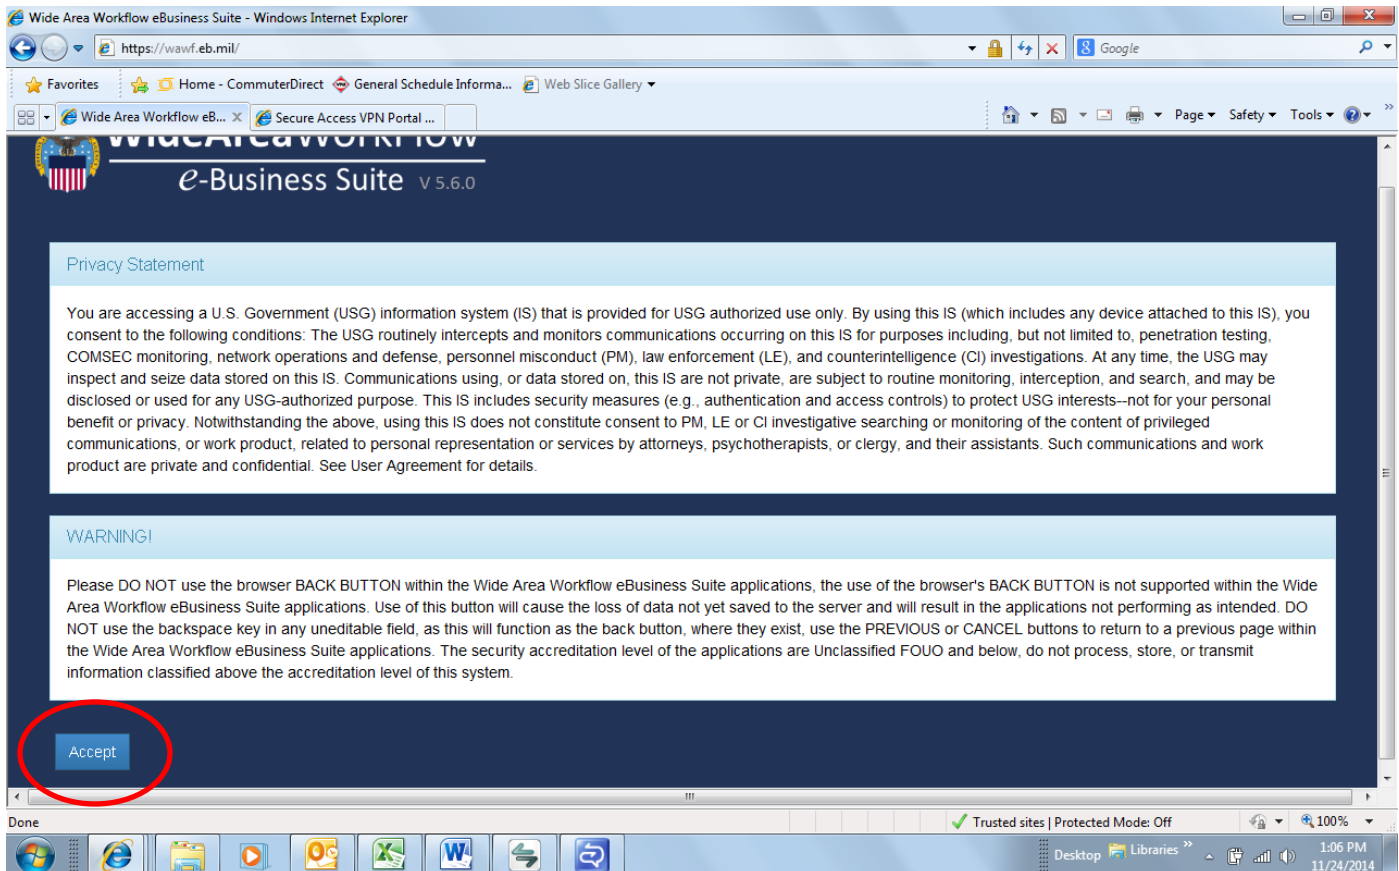 Wide Area Workflow eBusiness Suite - Windows Internet Explorer
https://wawf.eb.mil/
Google
Favorites Home - CommuterDirect General Schedule Informa... Web Slice Gallery
Wide Area Workflow eB... X Secure Access VPN Portal ... Page Safety Tools
WideAreaWorkflow
e-Business Suite V 5.6.0
Privacy Statement
You are accessing a U.S. Government (USG) information system (IS) that is provided for USG authorized use only. By using this IS (which includes any device attached to this IS), you
consent to the following conditions: The USG routinely intercepts and monitors communications occurring on this IS for purposes including, but not limited to, penetration testing,
COMSEC monitoring, network operations and defense, personnel misconduct (PM), law enforcement (LE), and counterintelligence (CI) investigations. At any time, the USG may
inspect and seize data stored on this IS. Communications using, or data stored on, this IS are not private, are subject to routine monitoring, interception, and search, and may be
disclosed or used for any USG-authorized purpose. This IS includes security measures (e.g., authentication and access controls) to protect USG interests--not for your personal
benefit or privacy. Notwithstanding the above, using this IS does not constitute consent to PM, LE or CI investigative searching or monitoring of the content of privileged
communications, or work product, related to personal representation or services by attorneys, psychotherapists, or clergy, and their assistants. Such communications and work
product are private and confidential. See User Agreement for details.
WARNING!
Please DO NOT use the browser BACK BUTTON within the Wide Area Workflow eBusiness Suite applications, the use of the browser's BACK BUTTON is not supported within the Wide
Area Workflow eBusiness Suite applications. Use of this button will cause the loss of data not yet saved to the server and will result in the applications not performing as intended. DO
NOT use the backspace key in any uneditable field, as this will function as the back button, where they exist, use the PREVIOUS or CANCEL buttons to return to a previous page within
the Wide Area Workflow eBusiness Suite applications. The security accreditation level of the applications are Unclassified FOUO and below, do not process, store, or transmit
information classified above the accreditation level of this system.
Accept
Done Trusted sites | Protected Mode: Off 100%
Desktop Libraries 1:06 PM
11/24/2014